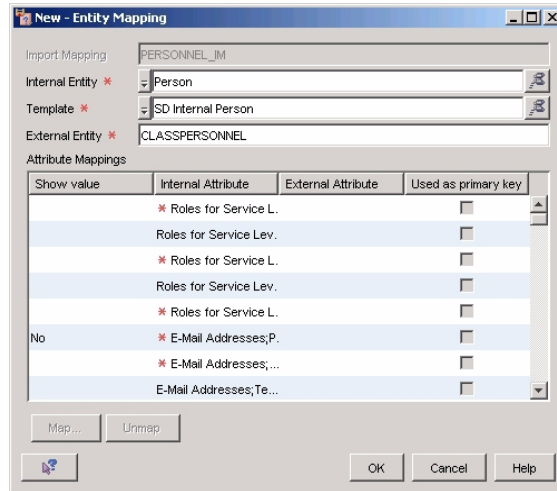 New - Entity Mapping
Import Mapping PERSONNEL_IM
Internal Entity * Person
Template * SD Internal Person
External Entity * CLASSPERSONNEL
Attribute Mappings
Show value Internal Attribute External Attribute Used as primary key
* Roles for Service L.
Roles for Service Lev.
* Roles for Service L.
Roles for Service Lev.
* Roles for Service L.
No * E-Mail Addresses;P.
* E-Mail Addresses;...
E-Mail Addresses;Te...
Map... Unmap
OK Cancel Help